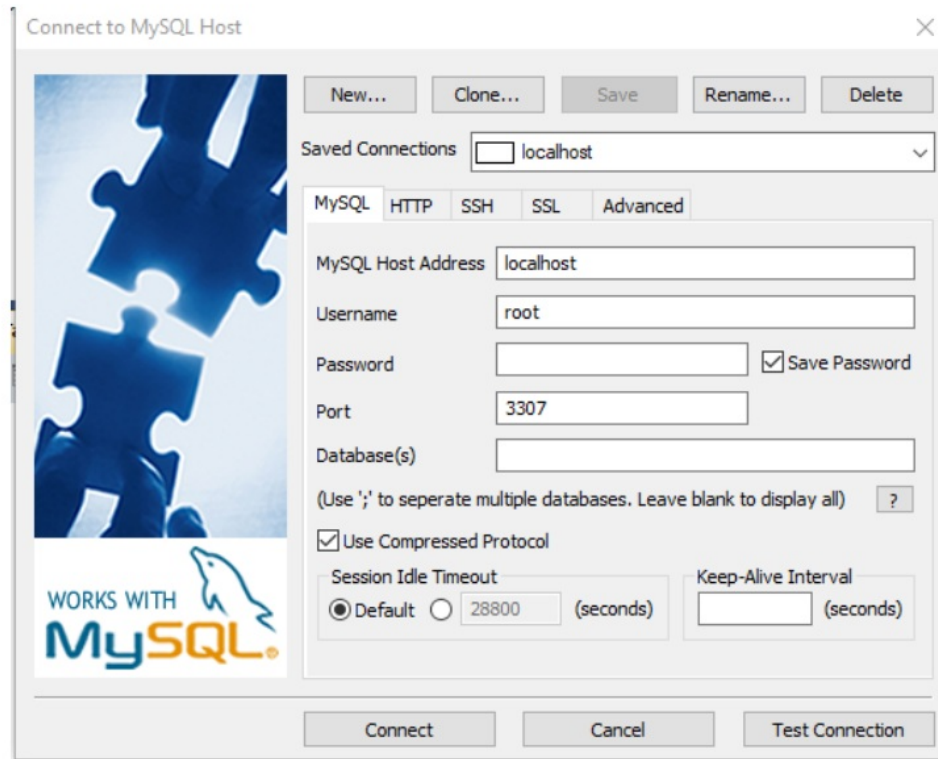 Connect to MySQL Host
New... Clone... Save Rename... Delete
Saved Connections localhost
MySQL HTTP SSH SSL Advanced
MySQL Host Address localhost
Username root
Password Save Password
Port 3307
Database(s)
(Use ';' to seperate multiple databases. Leave blank to display all) ?
Use Compressed Protocol
Session Idle Timeout Keep-Alive Interval
Default 28800 (seconds) (seconds)
WORKS WITH
MySQL®
Connect Cancel Test Connection